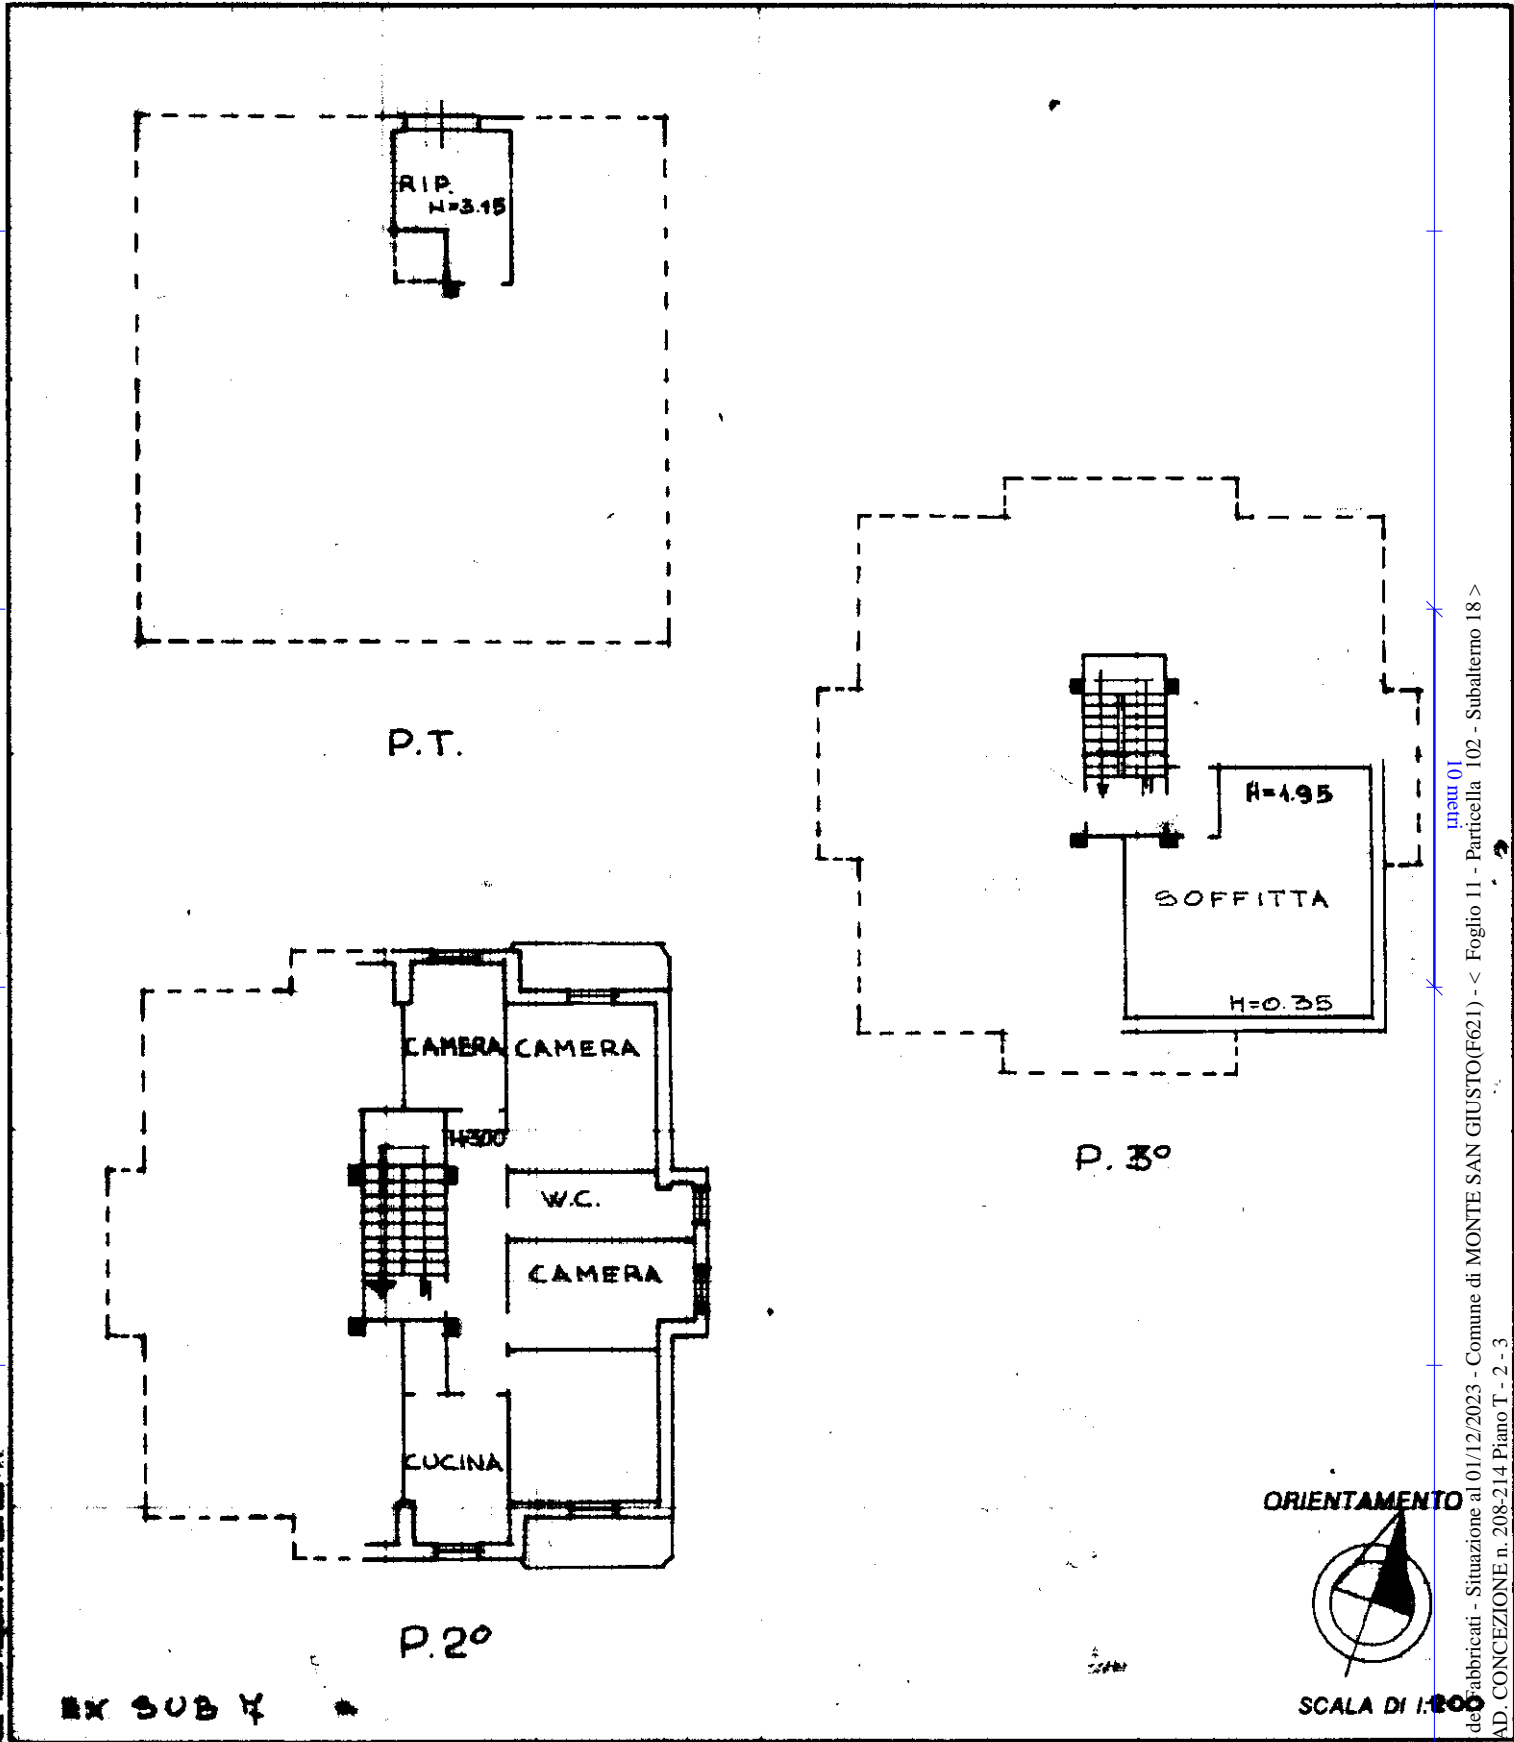 RIP.
H=3.15
P.T.
H=1.95
SOFFITTA
H=0.35
P. 3°
CAMERA CAMERA
H=300
W.C.
CAMERA
CUCINA
P.2°
EX SUB
ORIENTAMENTO
SCALA DI 1:200
10 metri
dei Fabbricati - Situazione al 01/12/2023 - Comune di MONTE SAN GIUSTO(F621) - < Foglio 11 - Particella 102 - Subalterno 18 >
AD. CONCEZIONE n. 208-214 Piano T - 2 - 3